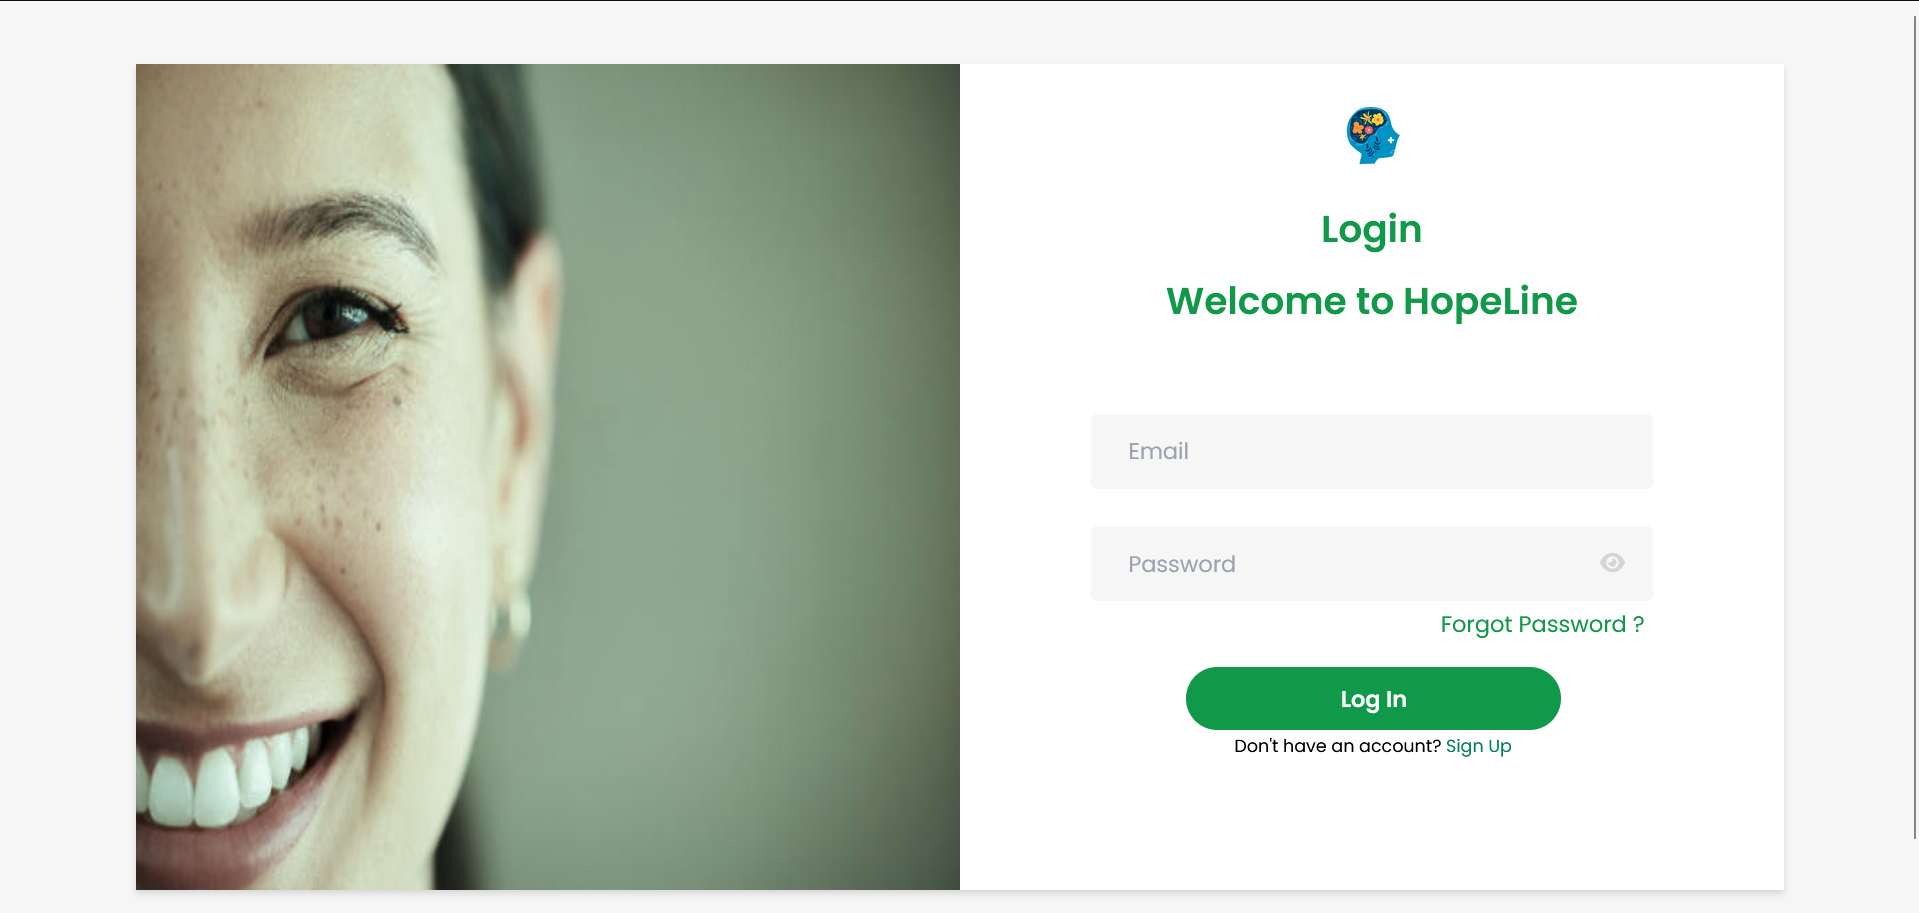 Login
Welcome to HopeLine
Email
Password
Forgot Password ?
Log In
Don't have an account? Sign Up